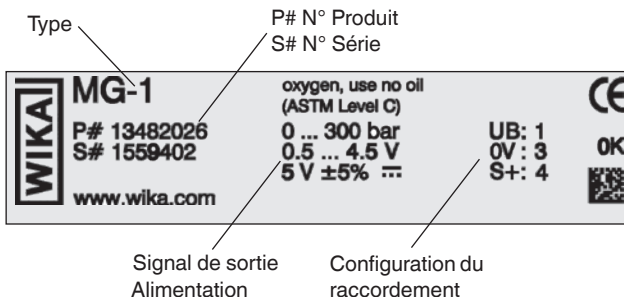 Type
P# N° Produit
S# N° Série
WIKA
MG-1
P# 13482026
S# 1559402
www.wika.com
oxygen, use no oil
(ASTM Level C)
0 ... 300 bar
0.5 ... 4.5 V
5 V ±5% ⎓
UB: 1
0V : 3
S+: 4
CE
0K
Signal de sortie
Alimentation
Configuration du
raccordement